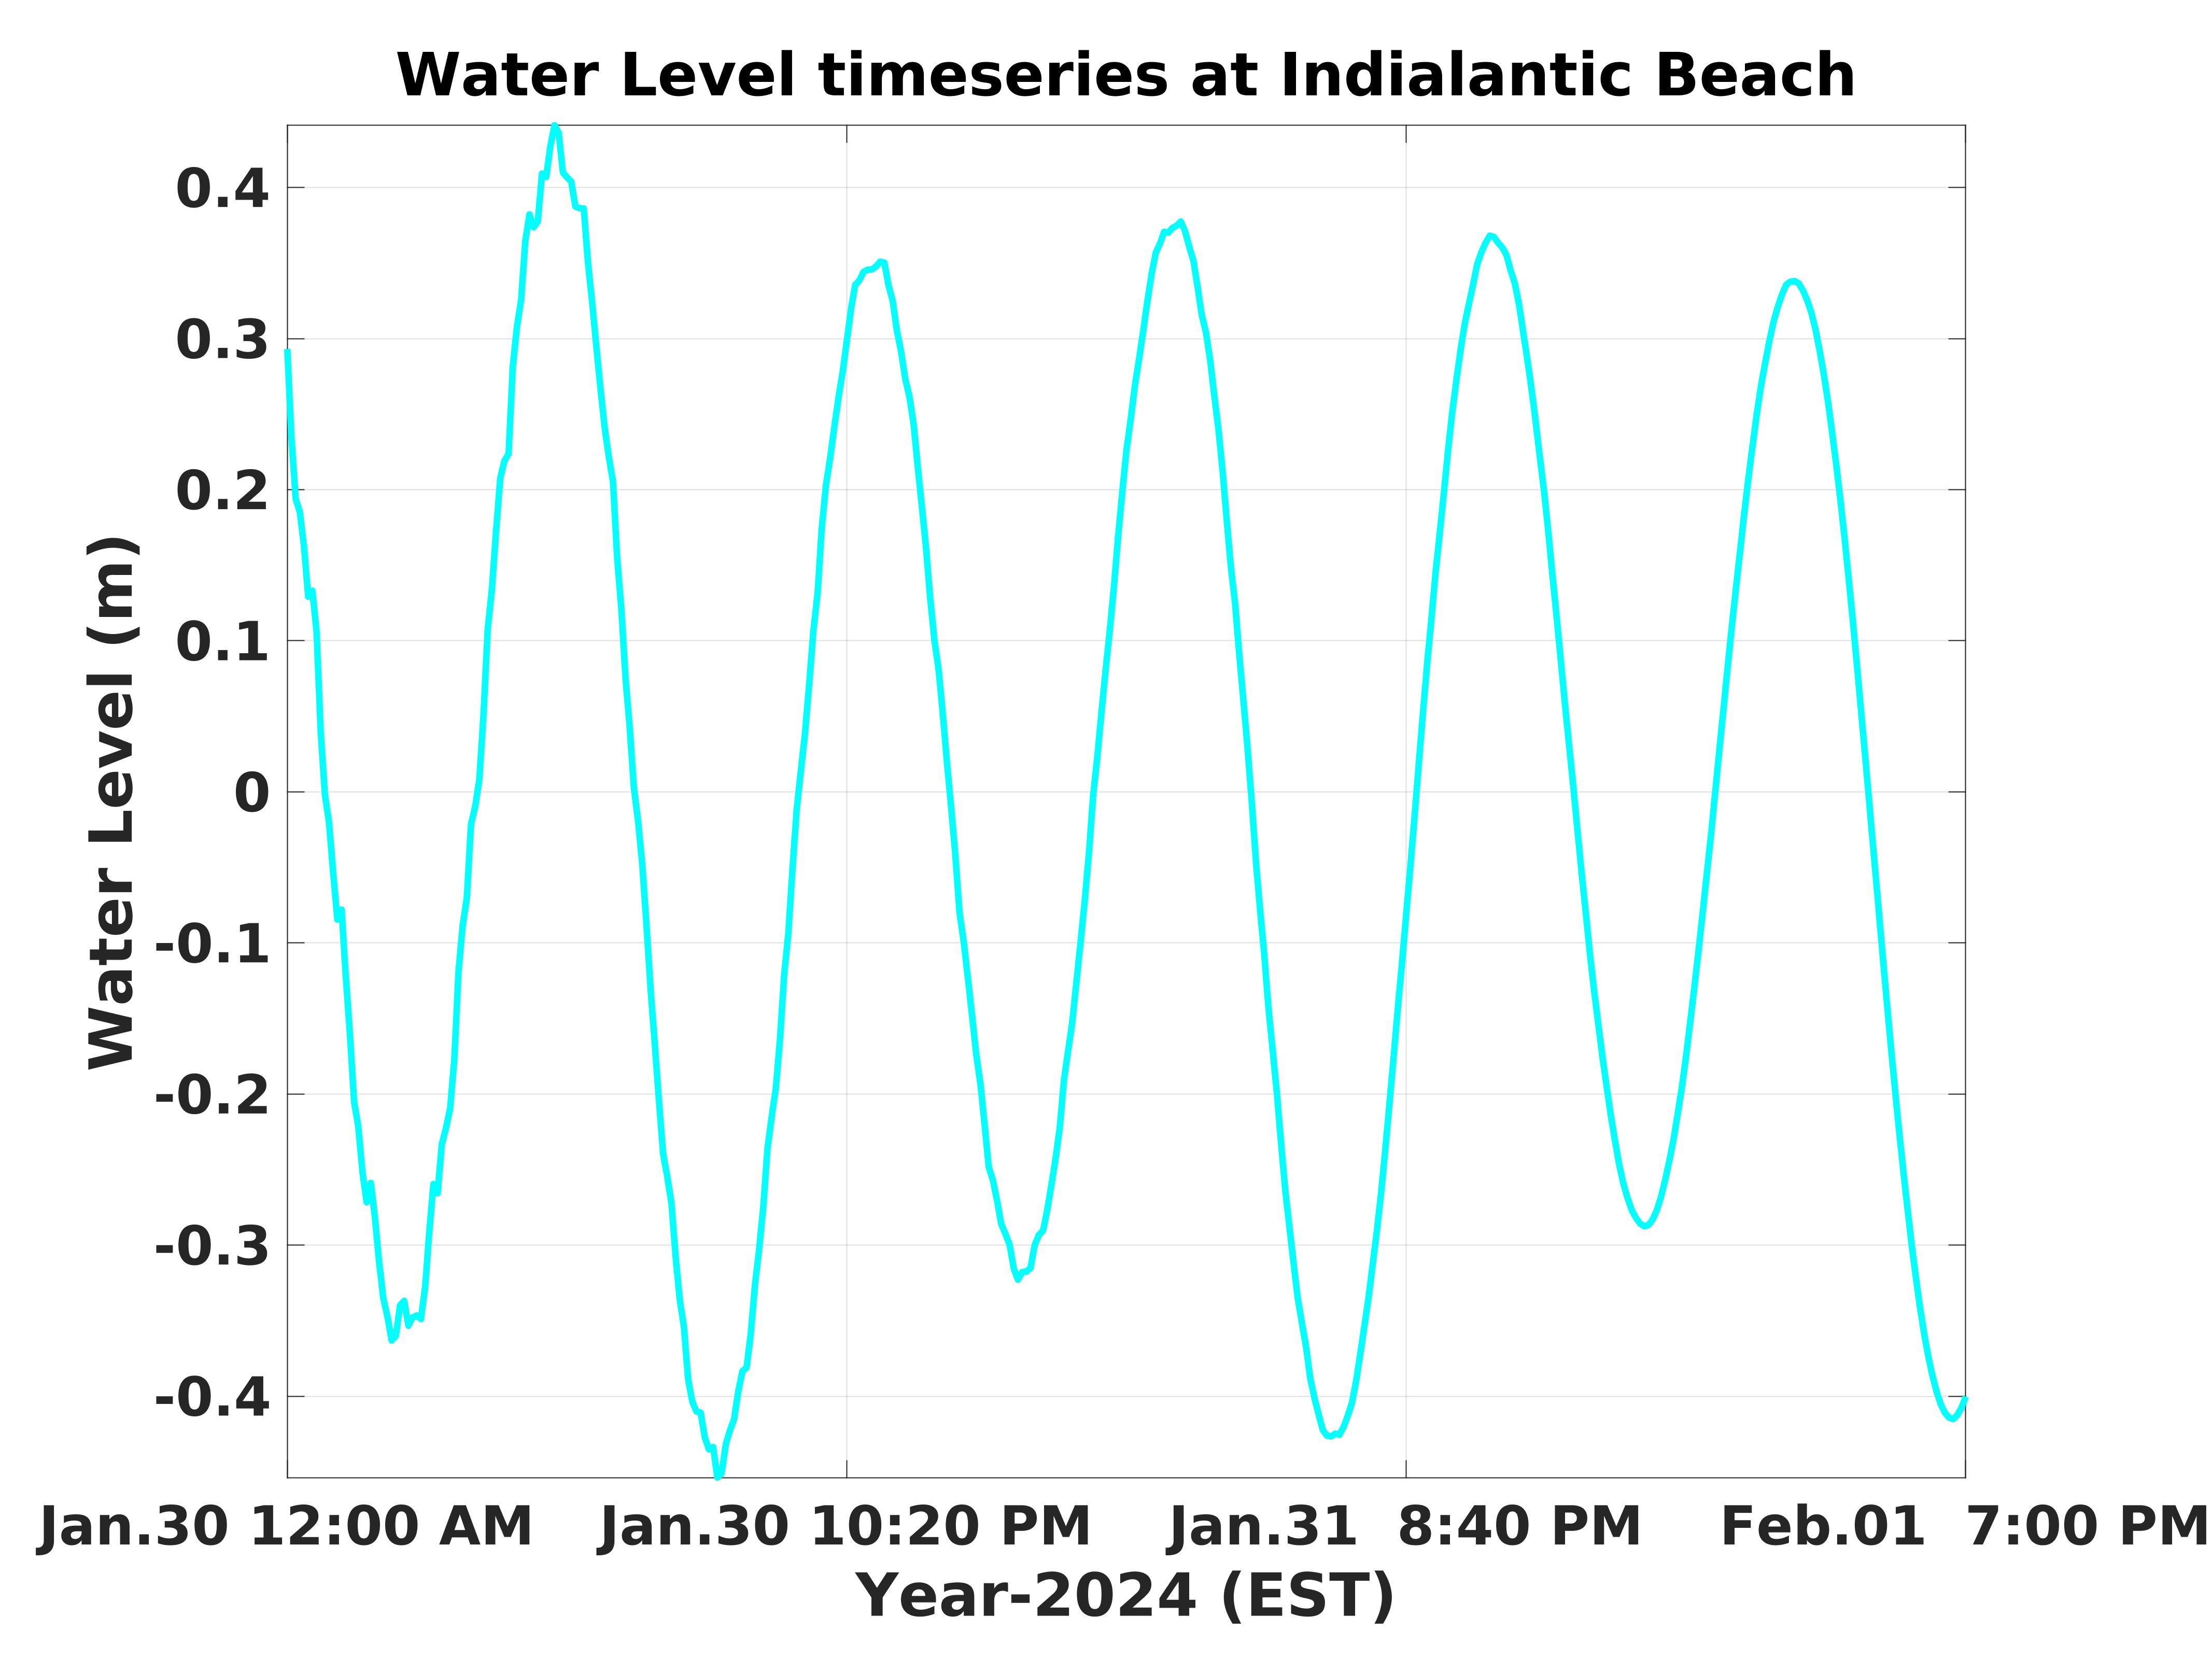 Water Level timeseries at Indialantic Beach
Water Level (m)
0.4
0.3
0.2
0.1
0
-0.1
-0.2
-0.3
-0.4
Jan.30 12:00 AM Jan.30 10:20 PM Jan.31 8:40 PM Feb.01 7:00 PM
Year-2024 (EST)